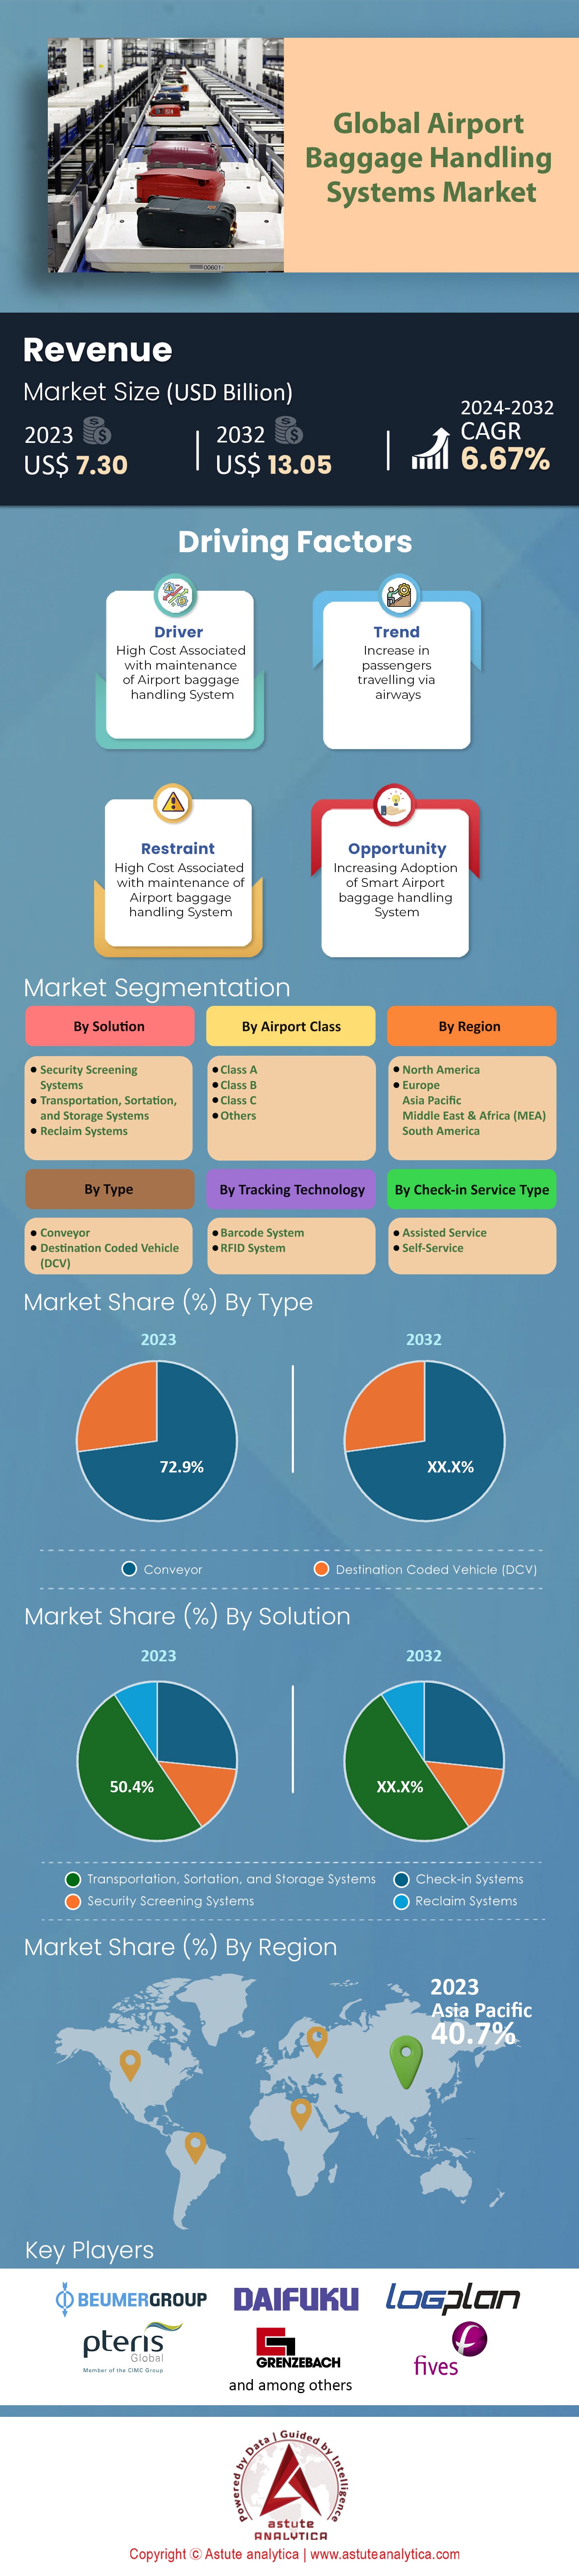 00601
Global Airport
Baggage Handling
Systems Market
Revenue
Market Size (USD Billion)
2023
US$ 7.30
2032
US$ 13.05
2024-2032
CAGR
6.67%
Driving Factors
Driver
High Cost Associated
with maintenance
of Airport baggage
handling System
Trend
Increase in
passengers
travelling via
airways
Restraint
High Cost Associated
with maintenance of
Airport baggage
handling System
Opportunity
Increasing Adoption
of Smart Airport
baggage handling
System
Market Segmentation
By Solution
Security Screening
Systems
Transportation, Sortation,
and Storage Systems
Reclaim Systems
By Airport Class
Class A
Class B
Class C
Others
By Region
North America
Europe
Asia Pacific
Middle East & Africa (MEA)
South America
By Type
Conveyor
Destination Coded Vehicle
(DCV)
By Tracking Technology
Barcode System
RFID System
By Check-in Service Type
Assisted Service
Self-Service
Market Share (%) By Type
2023
72.9%
2032
XX.X%
Conveyor
Destination Coded Vehicle (DCV)
Market Share (%) By Solution
2023
50.4%
2032
XX.X%
Transportation, Sortation, and Storage Systems
Check-in Systems
Security Screening Systems
Reclaim Systems
Market Share (%) By Region
2023
Asia Pacific
40.7%
Key Players
BEUMERGROUP
DAIFUKU
logplan
pteris
Global
Member of the CIMC Group
GRENZEBACH
fives
and among others
Powered by Data | Guided by Intelligence
astute
ANALYTICA
Copyright © Astute analytica | www.astuteanalytica.com